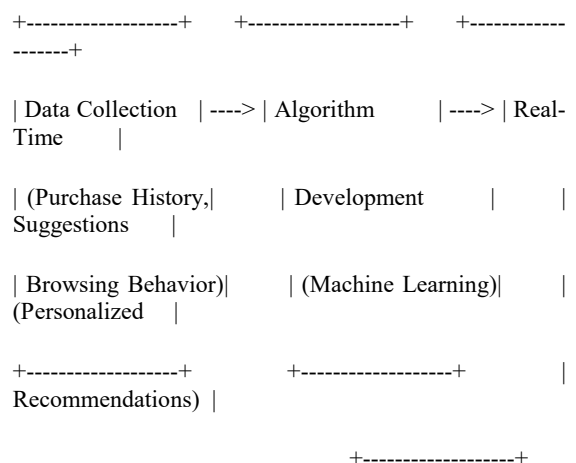 +-------------------+ +-------------------+ +------------
-------+
| Data Collection | ----> | Algorithm | ----> | Real-
Time |
| (Purchase History,| | Development | |
Suggestions |
| Browsing Behavior)| | (Machine Learning)| |
(Personalized |
+-------------------+ +-------------------+ |
Recommendations) |
+-------------------+